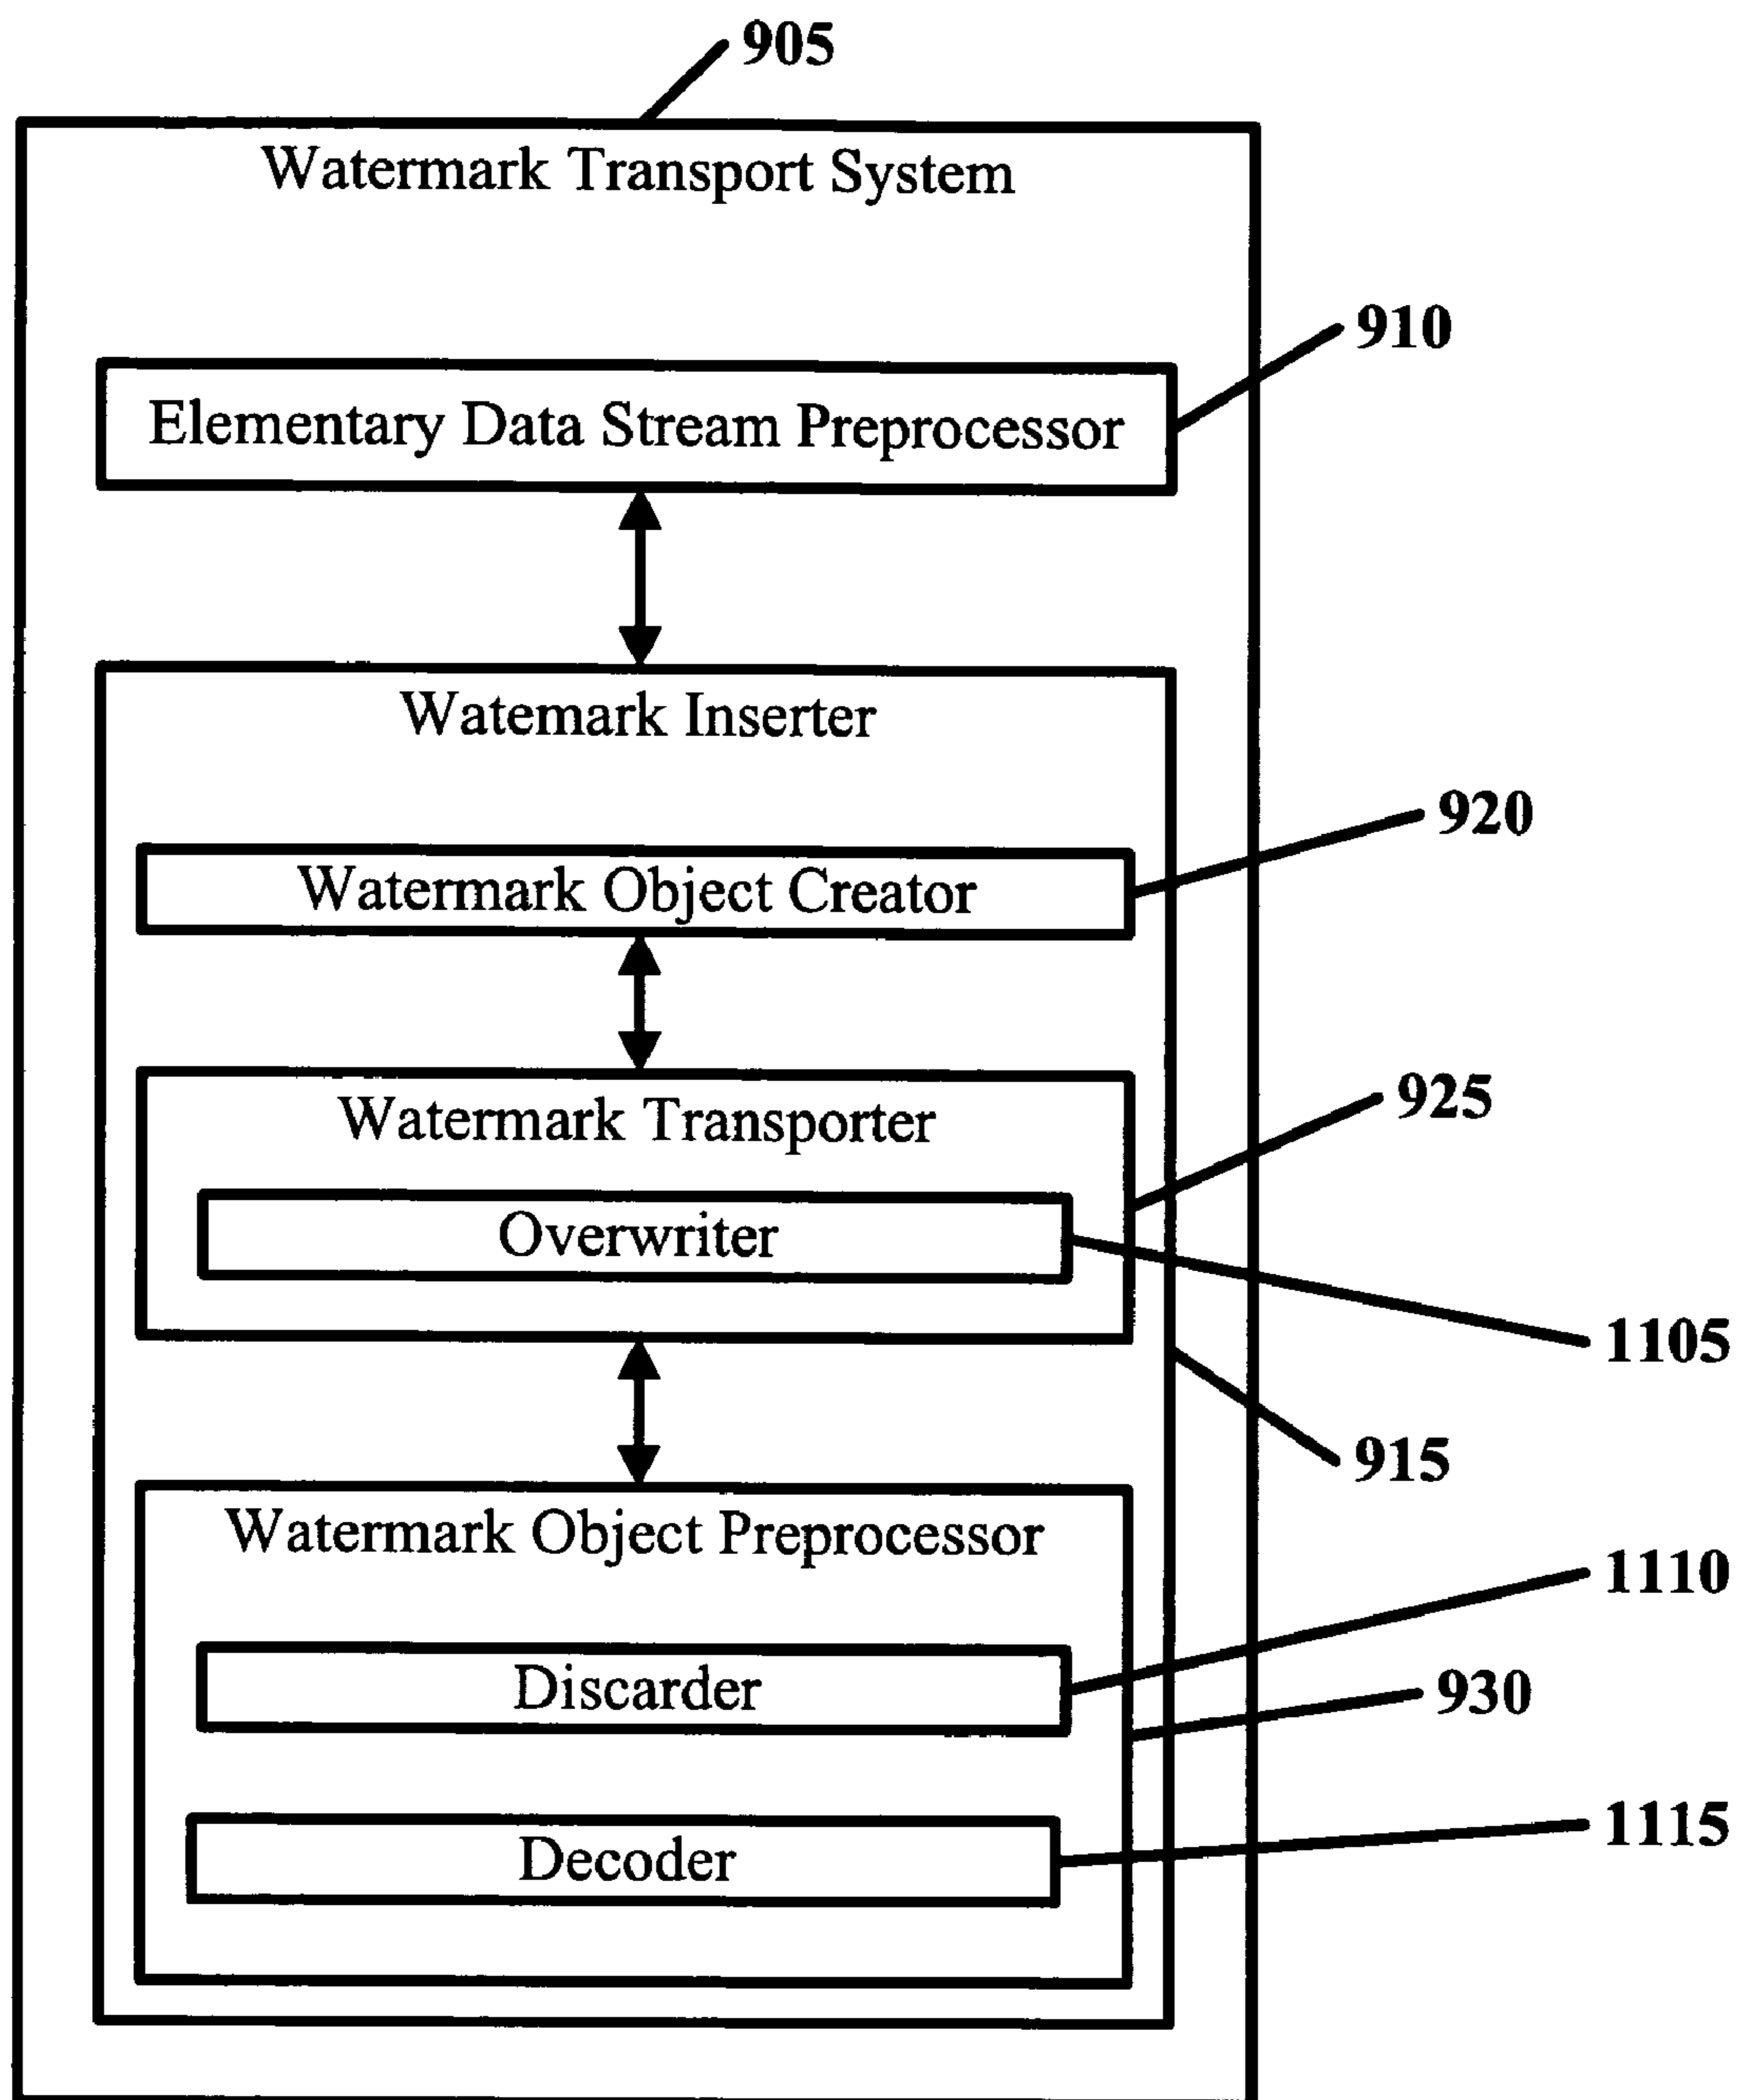 905
Watermark Transport System
910
Elementary Data Stream Preprocessor
Watemark Inserter
920
Watermark Object Creator
925
Watermark Transporter
Overwriter
1105
915
Watermark Object Preprocessor
1110
Discarder
930
1115
Decoder